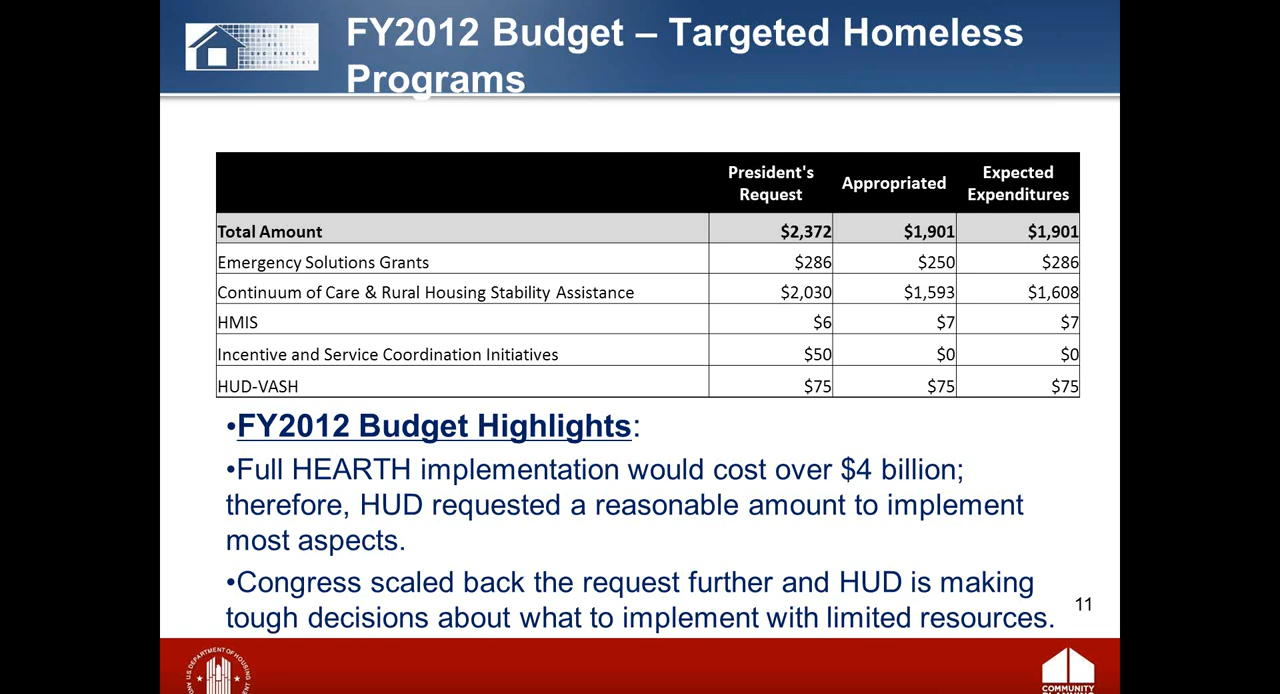 FY2012 Budget – Targeted Homeless
Programs
President's Request Appropriated Expected Expenditures
Total Amount $2,372 $1,901 $1,901
Emergency Solutions Grants $286 $250 $286
Continuum of Care & Rural Housing Stability Assistance $2,030 $1,593 $1,608
HMIS $6 $7 $7
Incentive and Service Coordination Initiatives $50 $0 $0
HUD-VASH $75 $75 $75
•FY2012 Budget Highlights:
•Full HEARTH implementation would cost over $4 billion;
therefore, HUD requested a reasonable amount to implement
most aspects.
•Congress scaled back the request further and HUD is making
tough decisions about what to implement with limited resources.
11
U.S. DEPARTMENT OF HOUSING
COMMUNITY